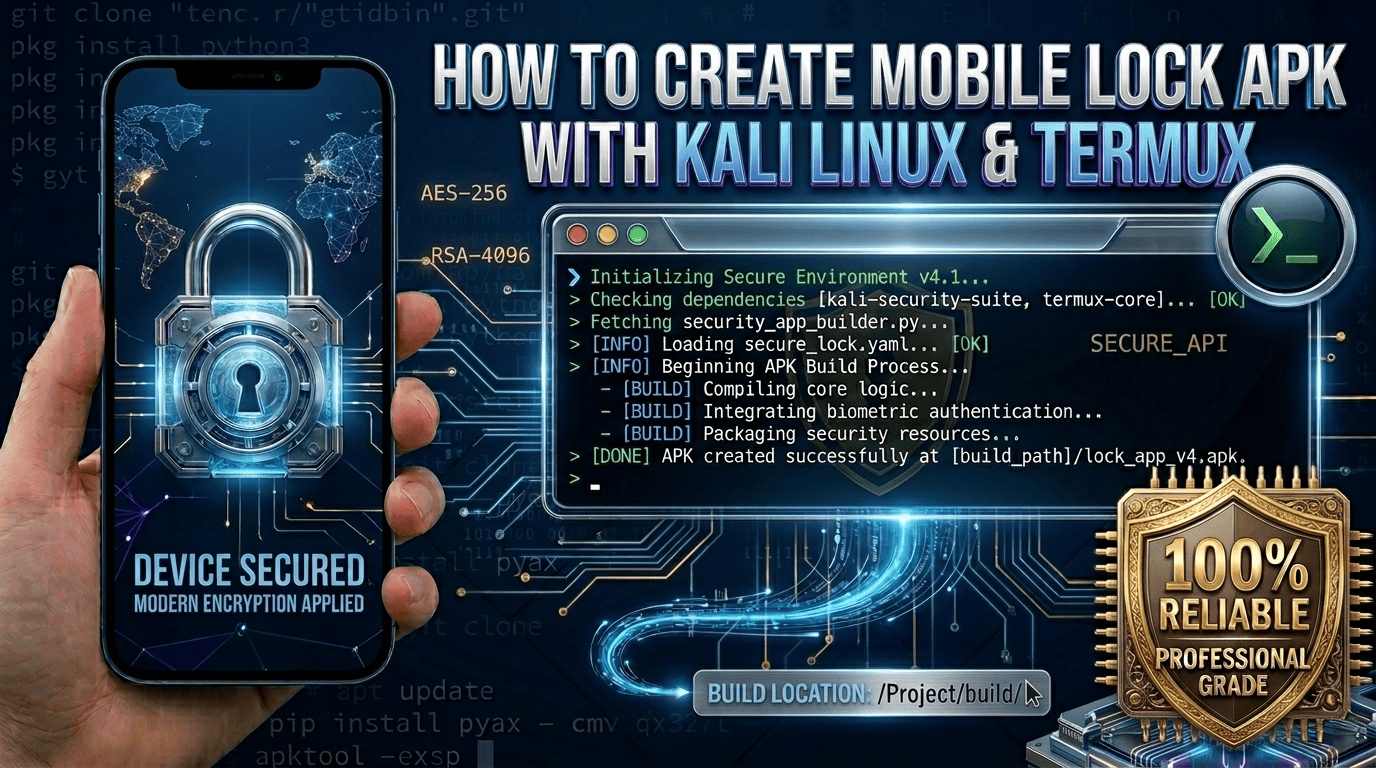 git clone "tenc. r/"gtidbin".git"
pkg install python3
HOW TO CREATE MOBILE LOCK APK
WITH KALI LINUX & TERMUX
AES-256
RSA-4096
Initializing Secure Environment v4.1...
> Checking dependencies [kali-security-suite, termux-core]... [OK]
> Fetching security_app_builder.py...
> [INFO] Loading secure_lock.yaml... [OK]
> [INFO] Beginning APK Build Process...
– [BUILD] Compiling core logic...
– [BUILD] Integrating biometric authentication...
– [BUILD] Packaging security resources...
> [DONE] APK created successfully at [build_path]/lock_app_v4.apk.
>
SECURE_API
DEVICE SECURED
MODERN ENCRYPTION APPLIED
100%
RELIABLE
PROFESSIONAL
GRADE
BUILD LOCATION: /Project/build/
apt update
pip install pyax – cmv
apktool –exsp